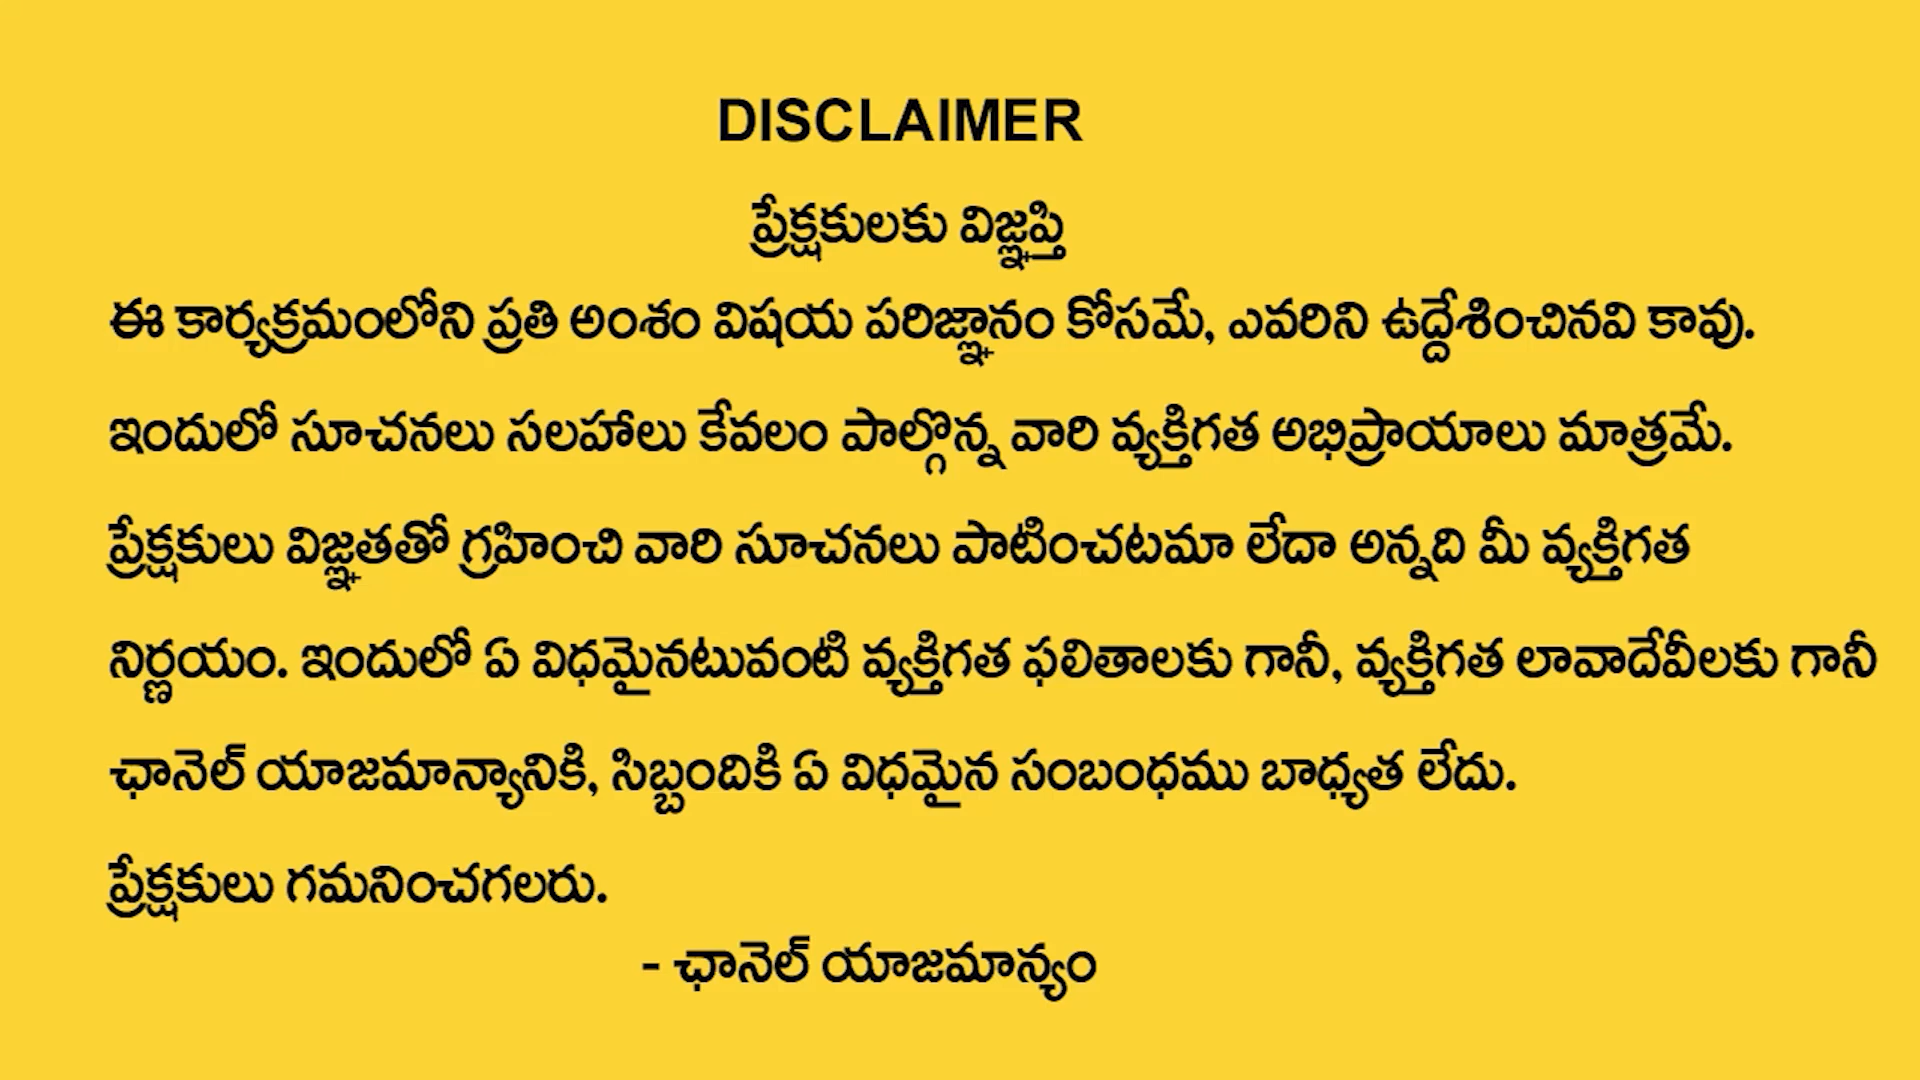 DISCLAIMER
ప్రేక్షకులకు విజ్ఞప్తి
ఈ కార్యక్రమంలోని ప్రతి అంశం విషయ పరిజ్ఞానం కోసమే, ఎవరిని ఉద్దేశించినవి కావు.
ఇందులో సూచనలు సలహాలు కేవలం పాల్గొన్న వారి వ్యక్తిగత అభిప్రాయాలు మాత్రమే.
ప్రేక్షకులు విజ్ఞతతో గ్రహించి వారి సూచనలు పాటించటమా లేదా అన్నది మీ వ్యక్తిగత
నిర్ణయం. ఇందులో ఏ విధమైనటువంటి వ్యక్తిగత ఫలితాలకు గానీ, వ్యక్తిగత లావాదేవీలకు గానీ
ఛానెల్ యాజమాన్యానికి, సిబ్బందికి ఏ విధమైన సంబంధము బాధ్యత లేదు.
ప్రేక్షకులు గమనించగలరు.
- ఛానెల్ యాజమాన్యం